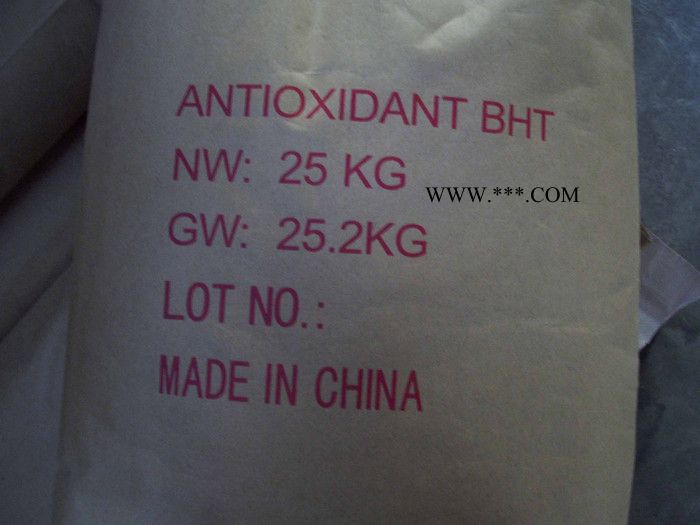 ANTIOXIDANT BHT
NW: 25 KG
WWW.***.COM
GW: 25.2KG
LOT NO.:
MADE IN CHINA